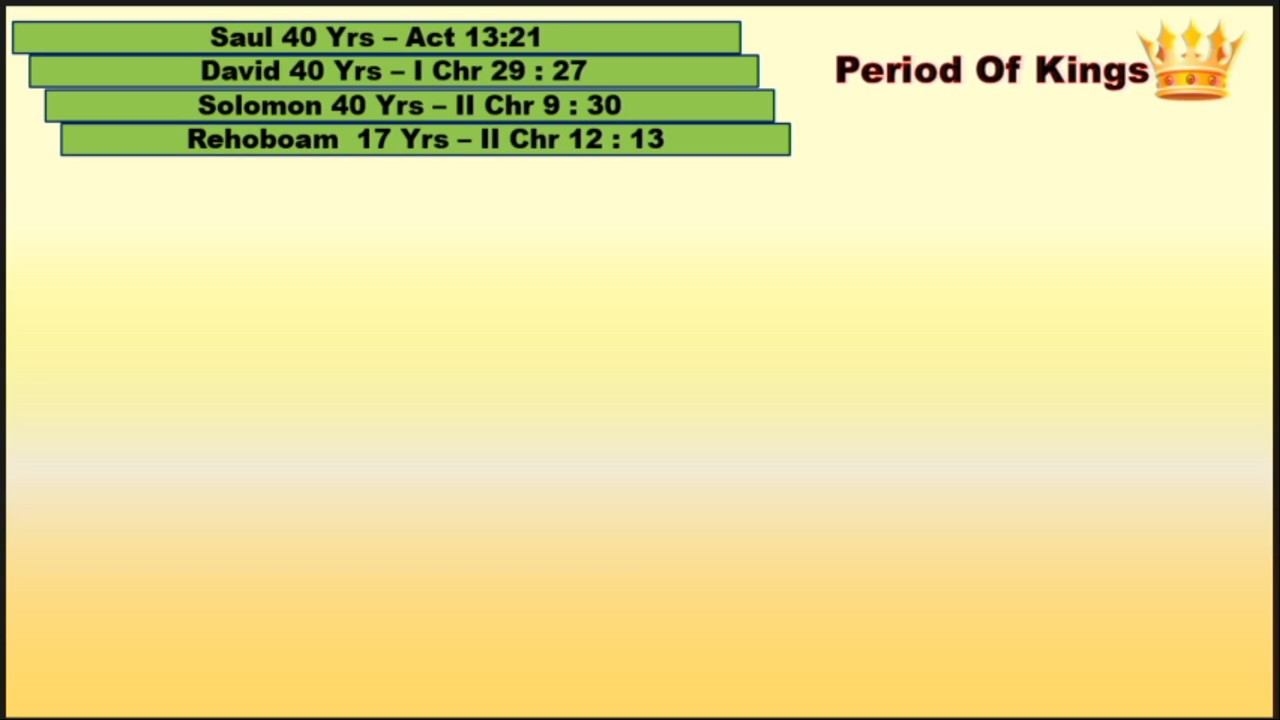 Saul 40 Yrs – Act 13:21
David 40 Yrs – I Chr 29 : 27
Solomon 40 Yrs – II Chr 9 : 30
Rehoboam  17 Yrs – II Chr 12 : 13
Period Of Kings